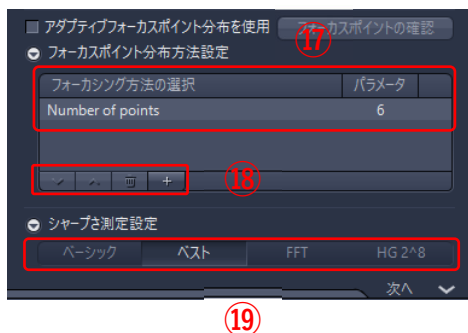 アダプティブフォーカスポイント分布を使用 フォーカスポイントの確認
⑰
フォーカスポイント分布方法設定
フォーカシング方法の選択 パラメータ
Number of points 6
+ ⑱
シャープさ測定設定
ベーシック ベスト FFT HG 2^8
次へ
⑲